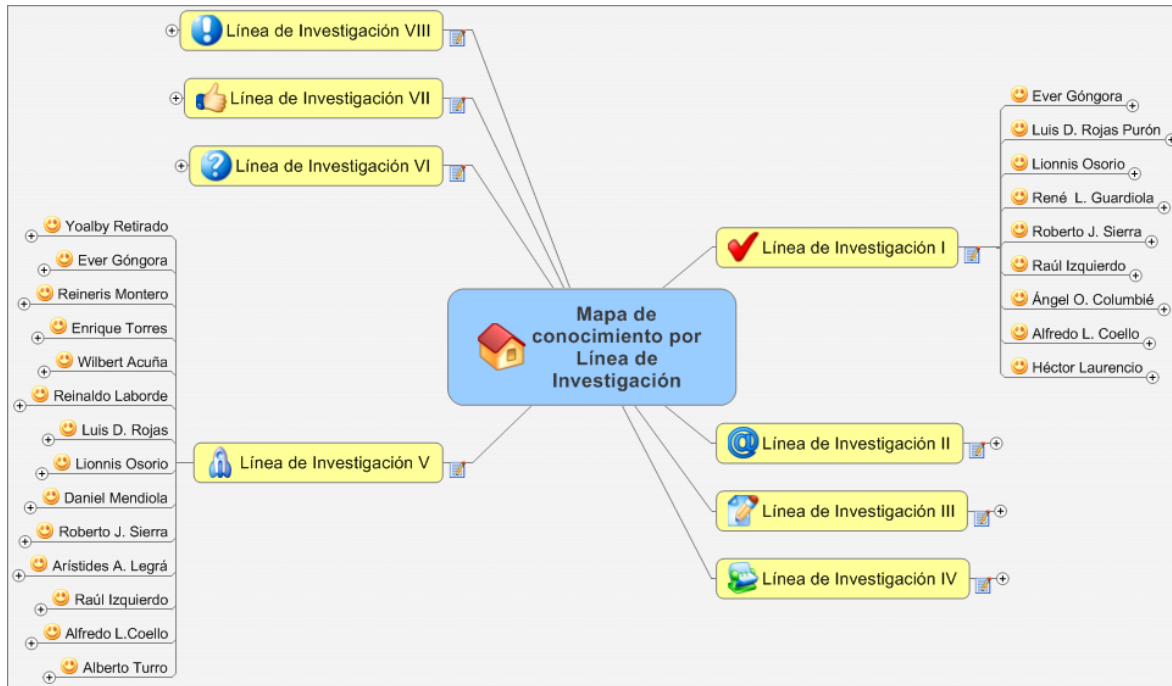 Línea de Investigación VIII
Línea de Investigación VII
Línea de Investigación VI
Yoalby Retirado
Ever Góngora
Reineris Montero
Enrique Torres
Wilbert Acuña
Reinaldo Laborde
Luis D. Rojas
Lionnis Osorio
Daniel Mendiola
Roberto J. Sierra
Arístides A. Legrá
Raúl Izquierdo
Alfredo L.Coello
Alberto Turro
Línea de Investigación V
Mapa de
conocimiento por
Línea de
Investigación
Línea de Investigación I
Ever Góngora
Luis D. Rojas Purón
Lionnis Osorio
René L. Guardiola
Roberto J. Sierra
Raúl Izquierdo
Ángel O. Columbié
Alfredo L. Coello
Héctor Laurencio
Línea de Investigación II
Línea de Investigación III
Línea de Investigación IV